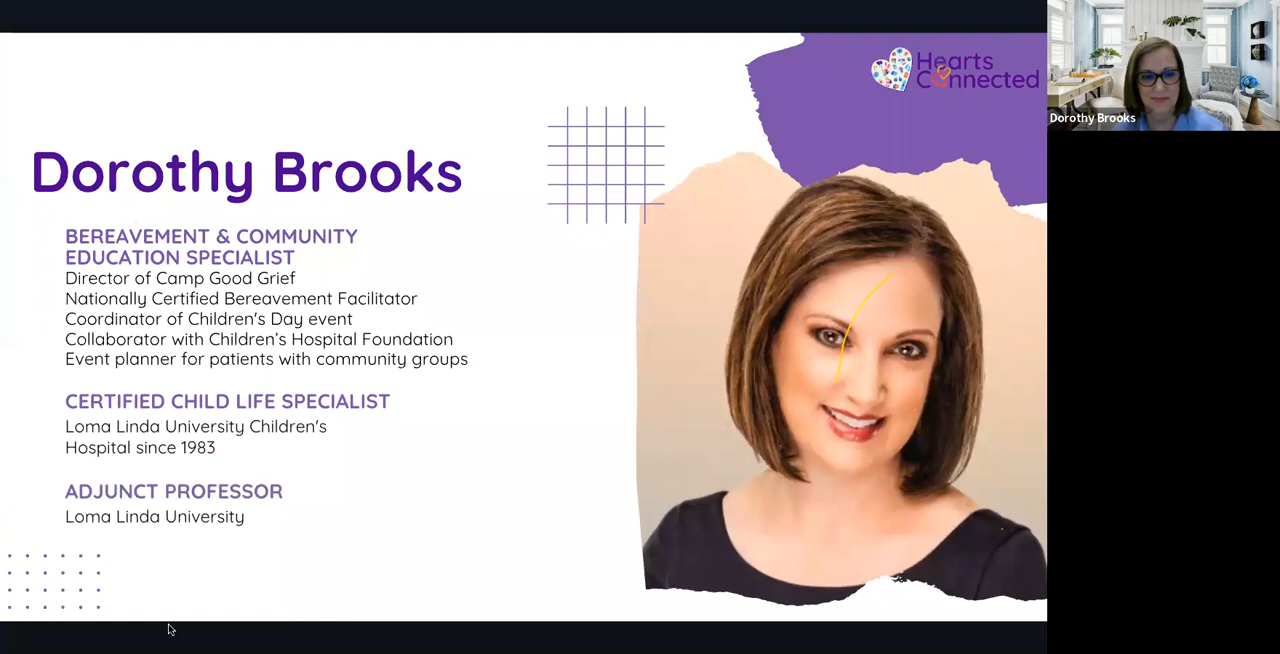 Hearts
Connected
Dorothy Brooks
Dorothy Brooks
BEREAVEMENT & COMMUNITY
EDUCATION SPECIALIST
Director of Camp Good Grief
Nationally Certified Bereavement Facilitator
Coordinator of Children's Day event
Collaborator with Children’s Hospital Foundation
Event planner for patients with community groups
CERTIFIED CHILD LIFE SPECIALIST
Loma Linda University Children's
Hospital since 1983
ADJUNCT PROFESSOR
Loma Linda University